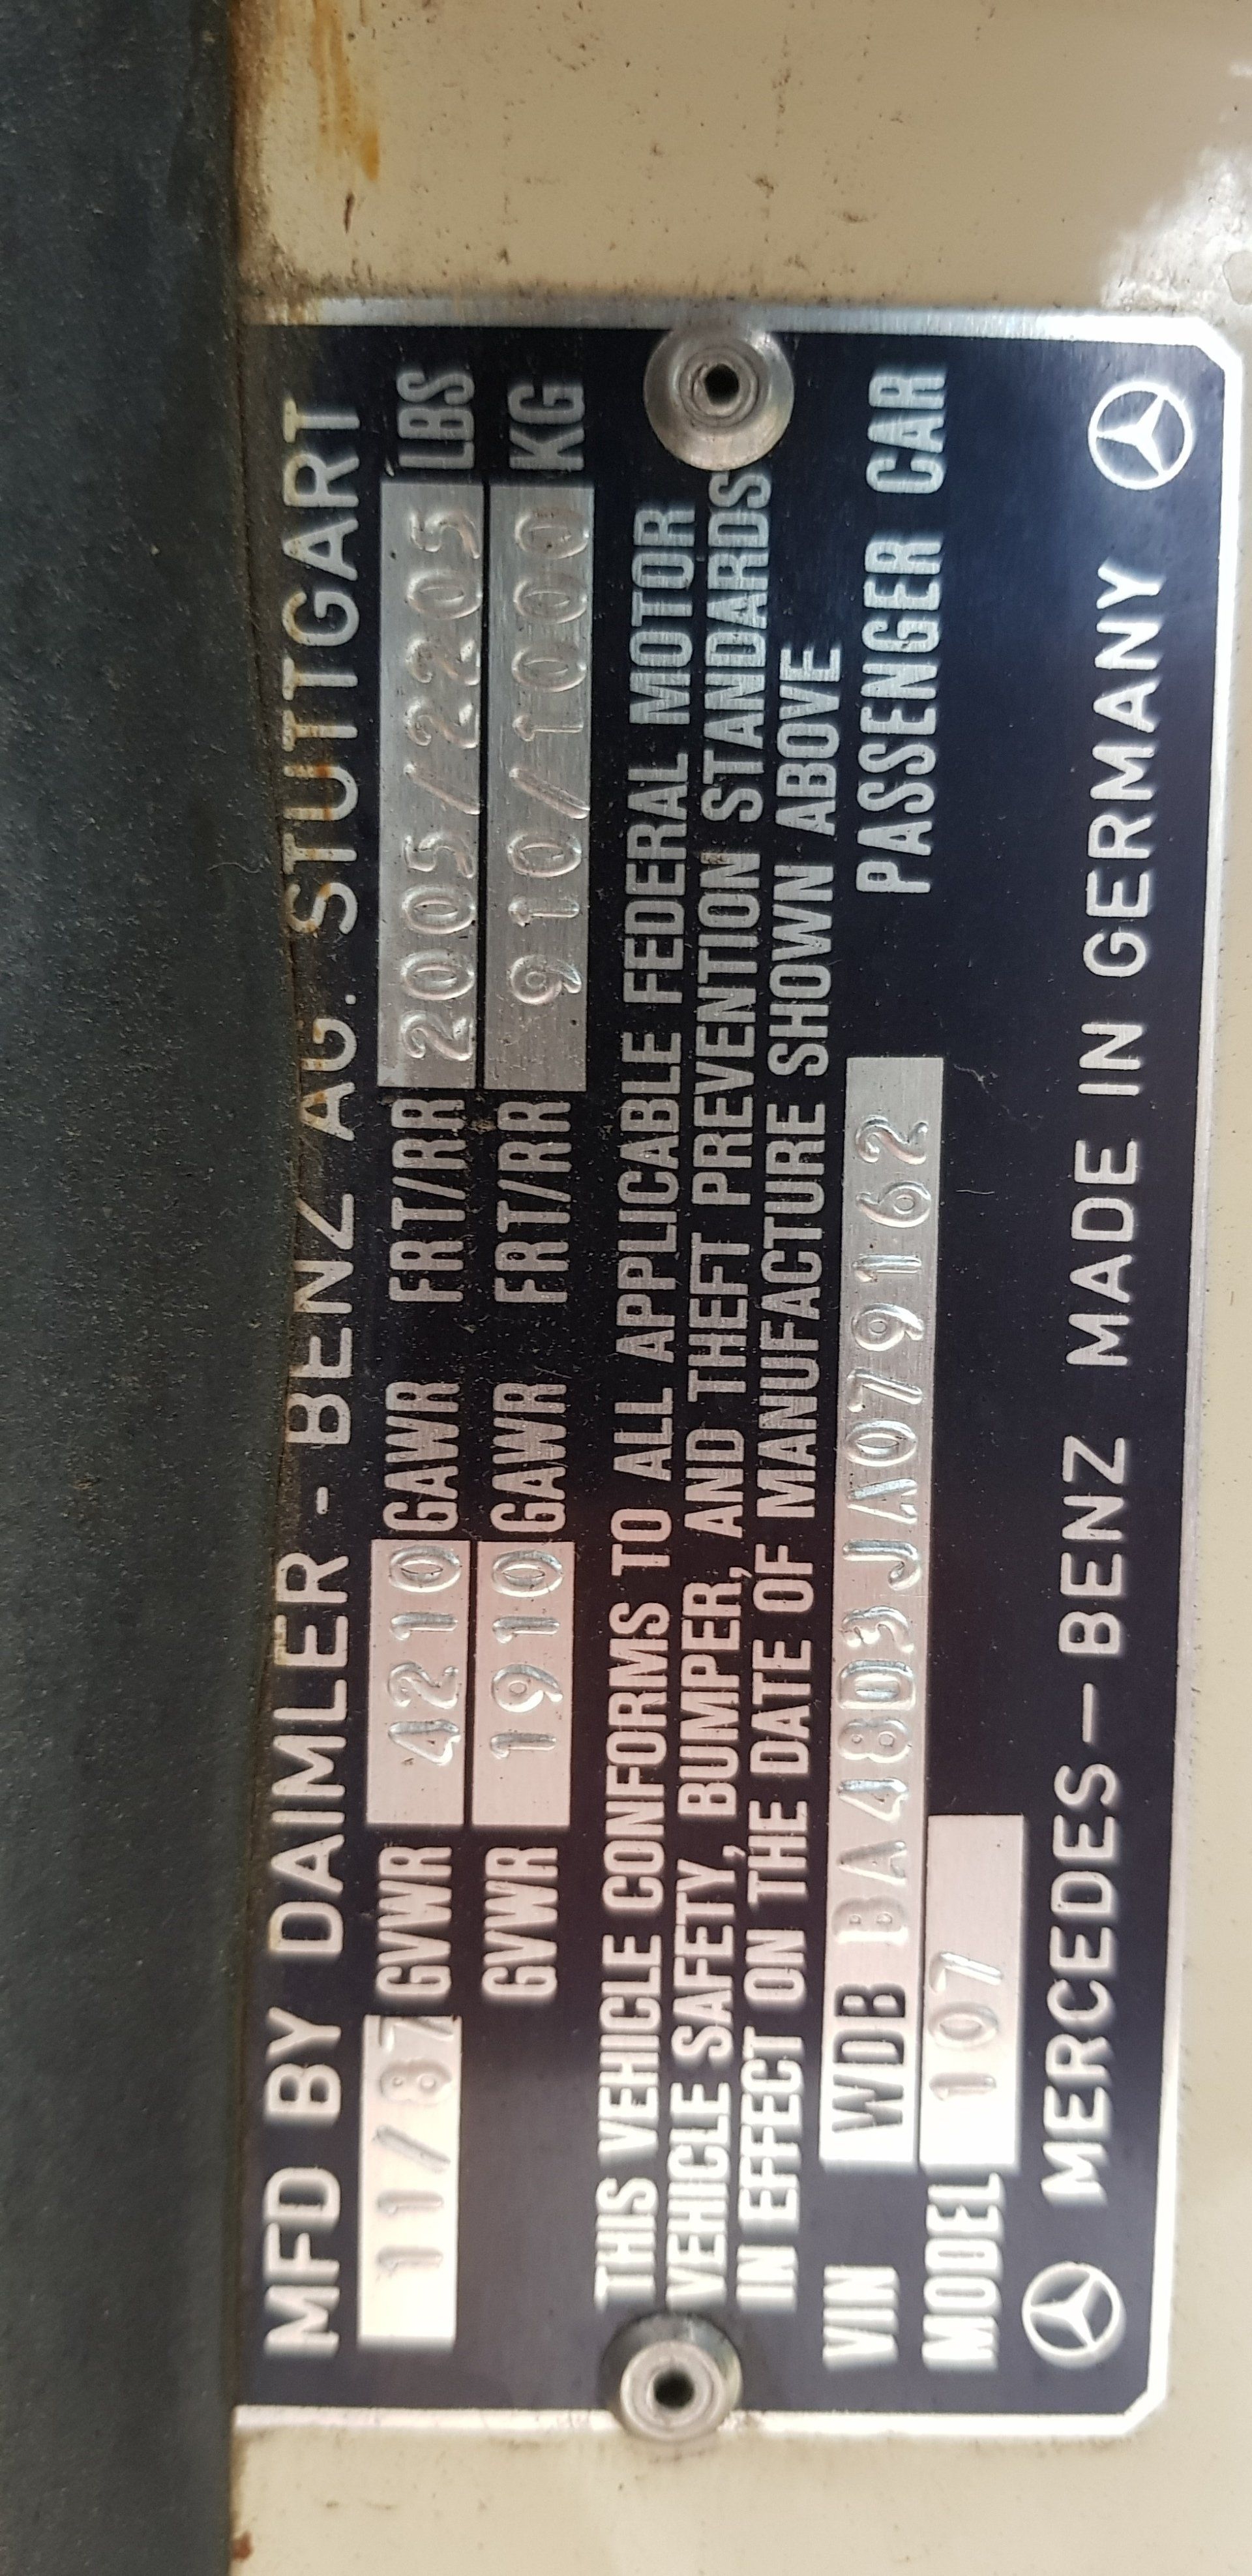 MFD BY DAIMLER - BENZ AG. STUTTGART
11/87 GVWR 4210 GAWR FRT/RR 2005/2205 LBS
GVWR 1910 GAWR FRT/RR 910/1000 KG
THIS VEHICLE CONFORMS TO ALL APPLICABLE FEDERAL MOTOR
VEHICLE SAFETY, BUMPER, AND THEFT PREVENTION STANDARDS
IN EFFECT ON THE DATE OF MANUFACTURE SHOWN ABOVE
VIN WDB BA48D3JA079162 PASSENGER CAR
MODEL 107
MERCEDES-BENZ MADE IN GERMANY